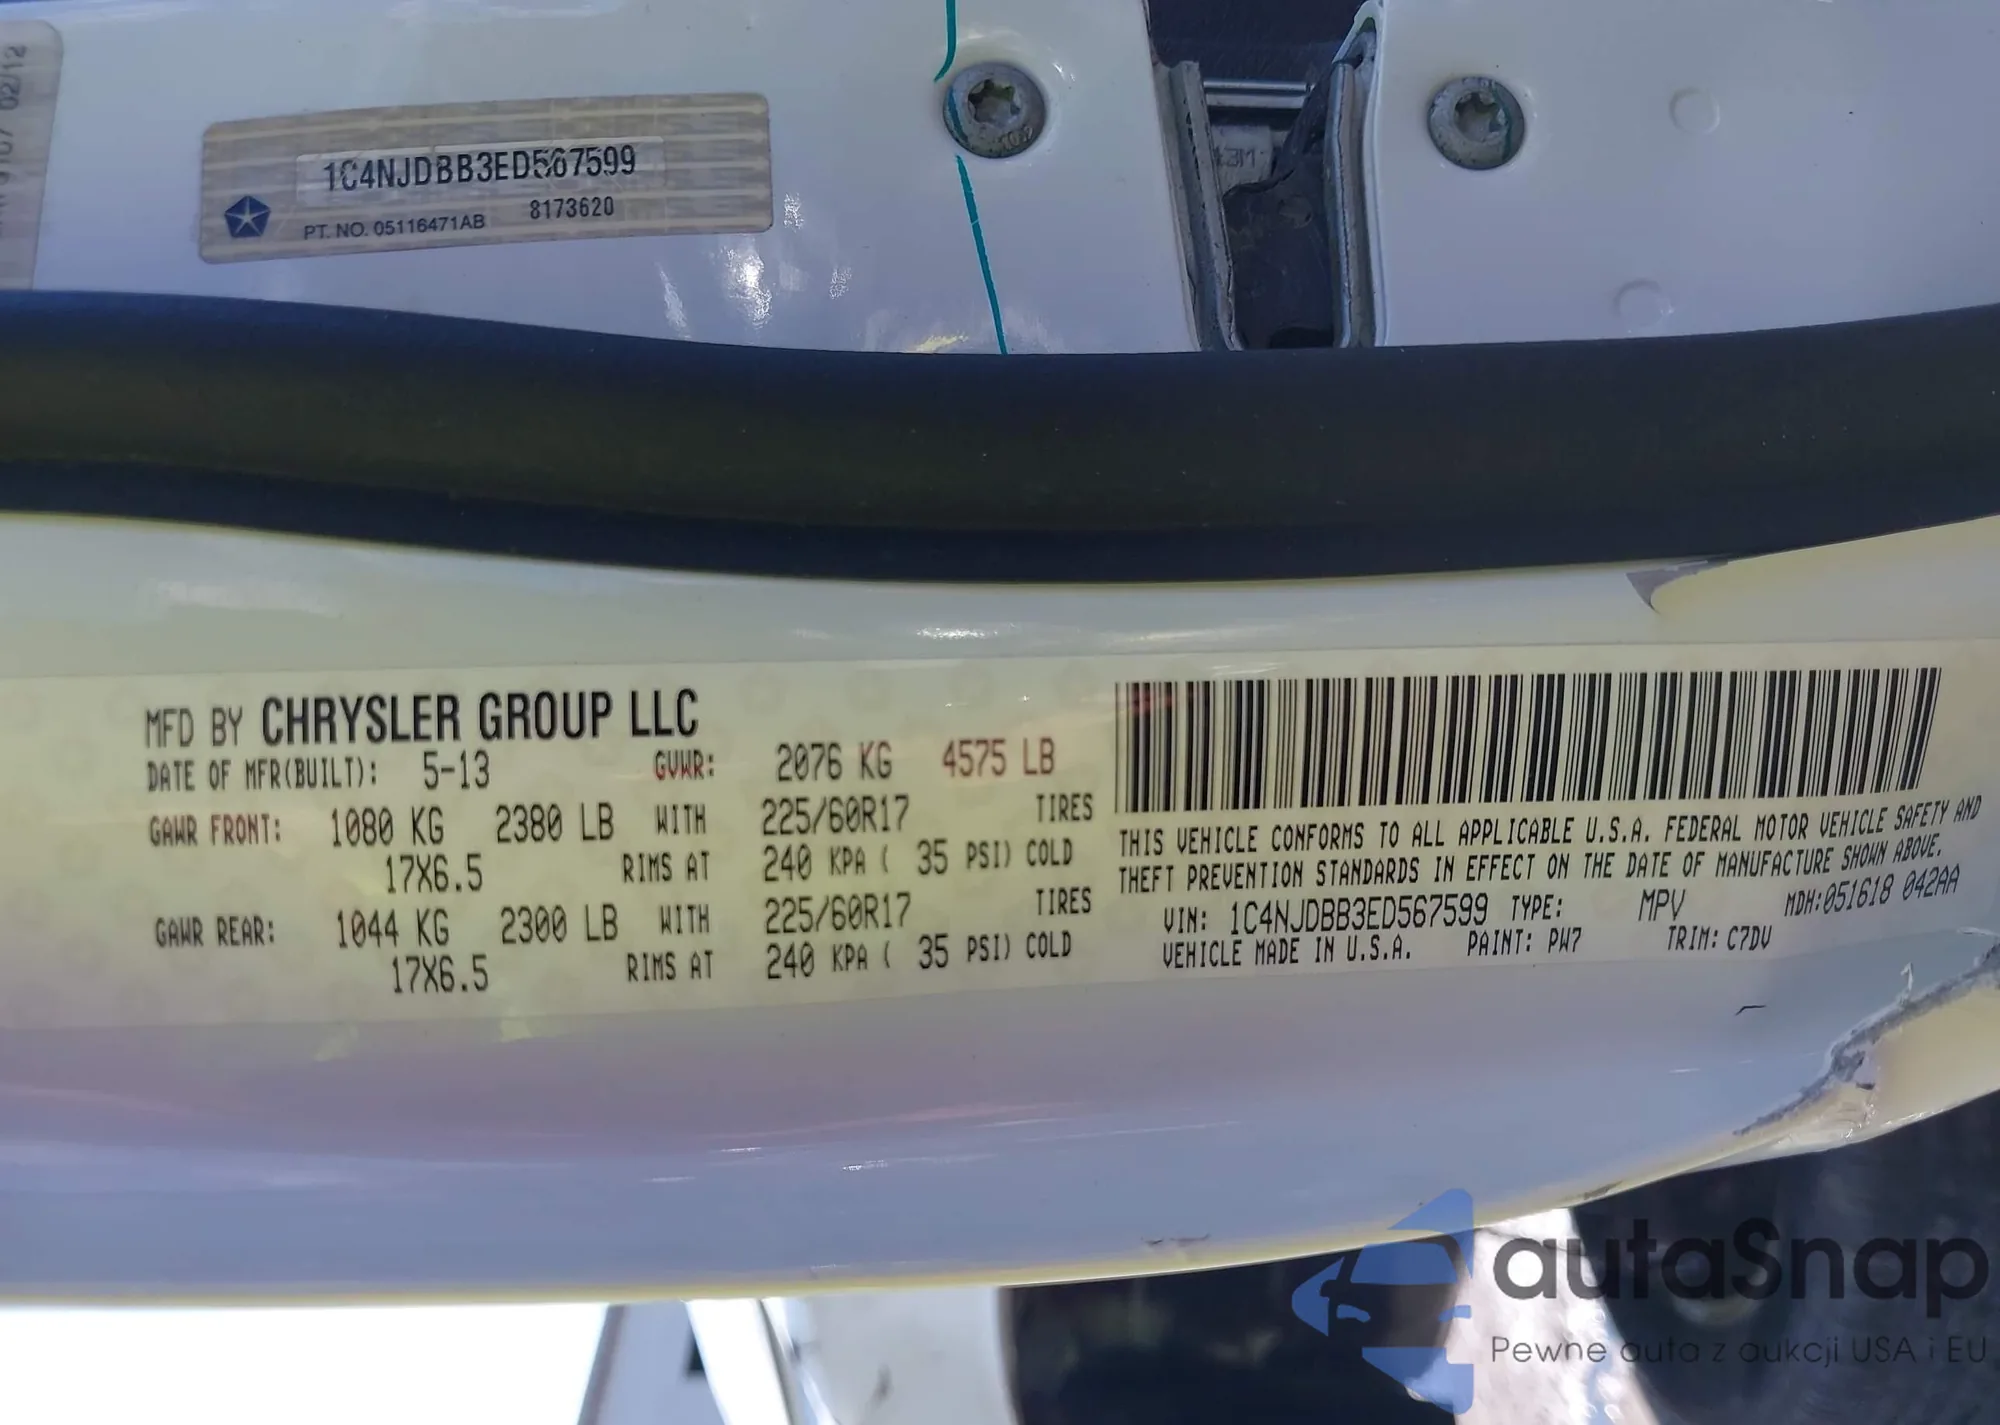 02/12
1C4NJDBB3ED567599
PT. NO. 05116471AB 8173620
MFD BY CHRYSLER GROUP LLC
DATE OF MFR(BUILT): 5-13 GVWR: 2076 KG 4575 LB
GAWR FRONT: 1080 KG 2380 LB WITH 225/60R17 TIRES
17X6.5 RIMS AT 240 KPA ( 35 PSI) COLD
GAWR REAR: 1044 KG 2300 LB WITH 225/60R17 TIRES
17X6.5 RIMS AT 240 KPA ( 35 PSI) COLD
THIS VEHICLE CONFORMS TO ALL APPLICABLE U.S.A. FEDERAL MOTOR VEHICLE SAFETY AND
THEFT PREVENTION STANDARDS IN EFFECT ON THE DATE OF MANUFACTURE SHOWN ABOVE.
VIN: 1C4NJDBB3ED567599 TYPE: MPV MDH:051618 042AA
VEHICLE MADE IN U.S.A. PAINT: PW7 TRIM: C7DV
autaSnap
Pewne auta z aukcji USA i EU